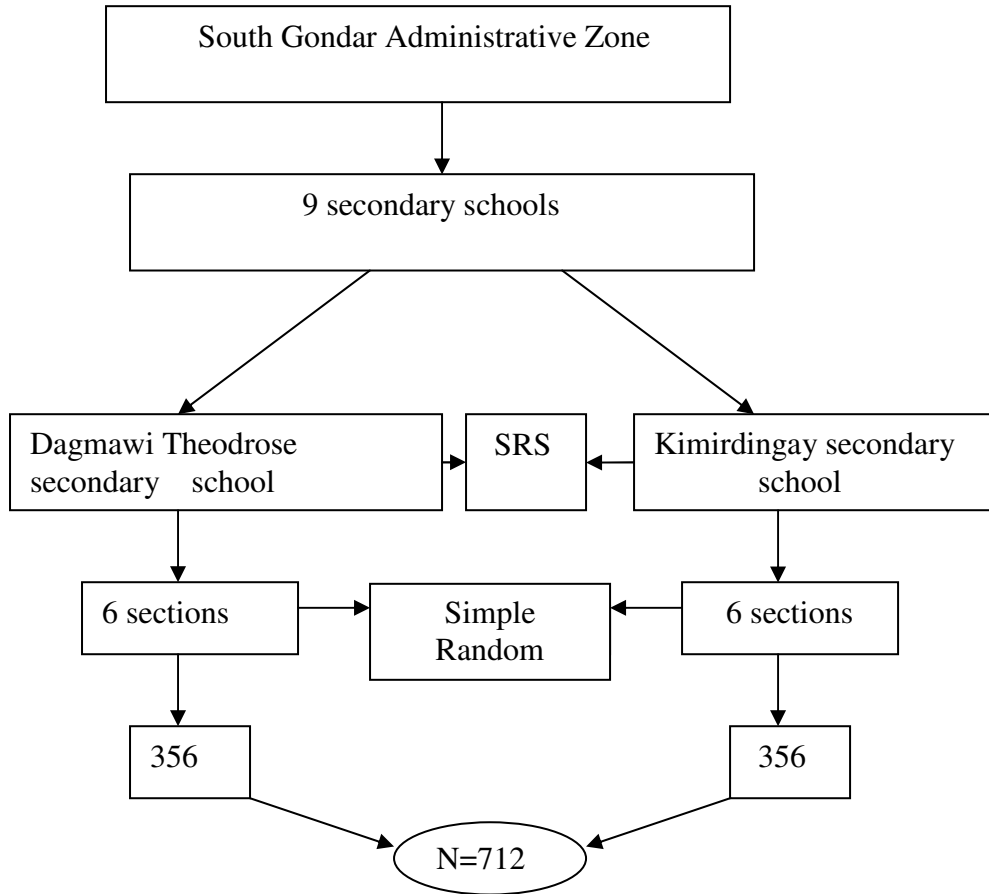 South Gondar Administrative Zone
9 secondary schools
Dagmawi Theodrose
secondary school
SRS
Kimirdingay secondary
school
6 sections
Simple
Random
6 sections
356
356
N=712